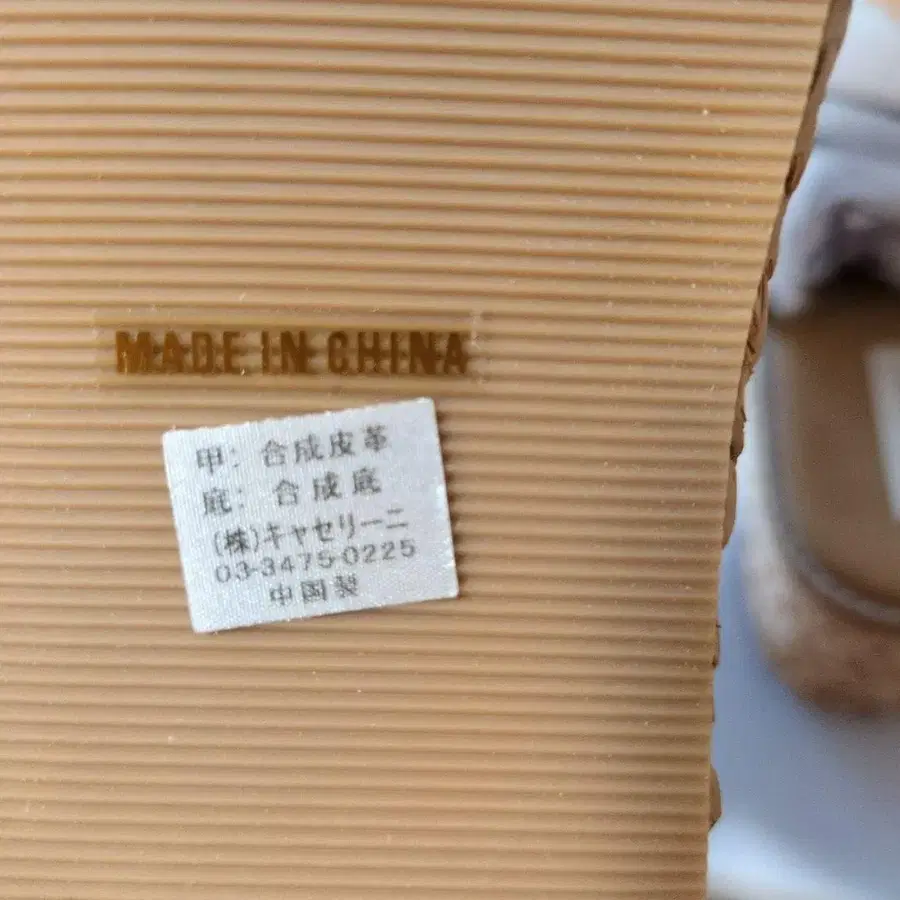 MADE IN CHINA
甲: 合成皮革
底: 合成底
(株)キャセリーニ
03-3475-0225
中国製